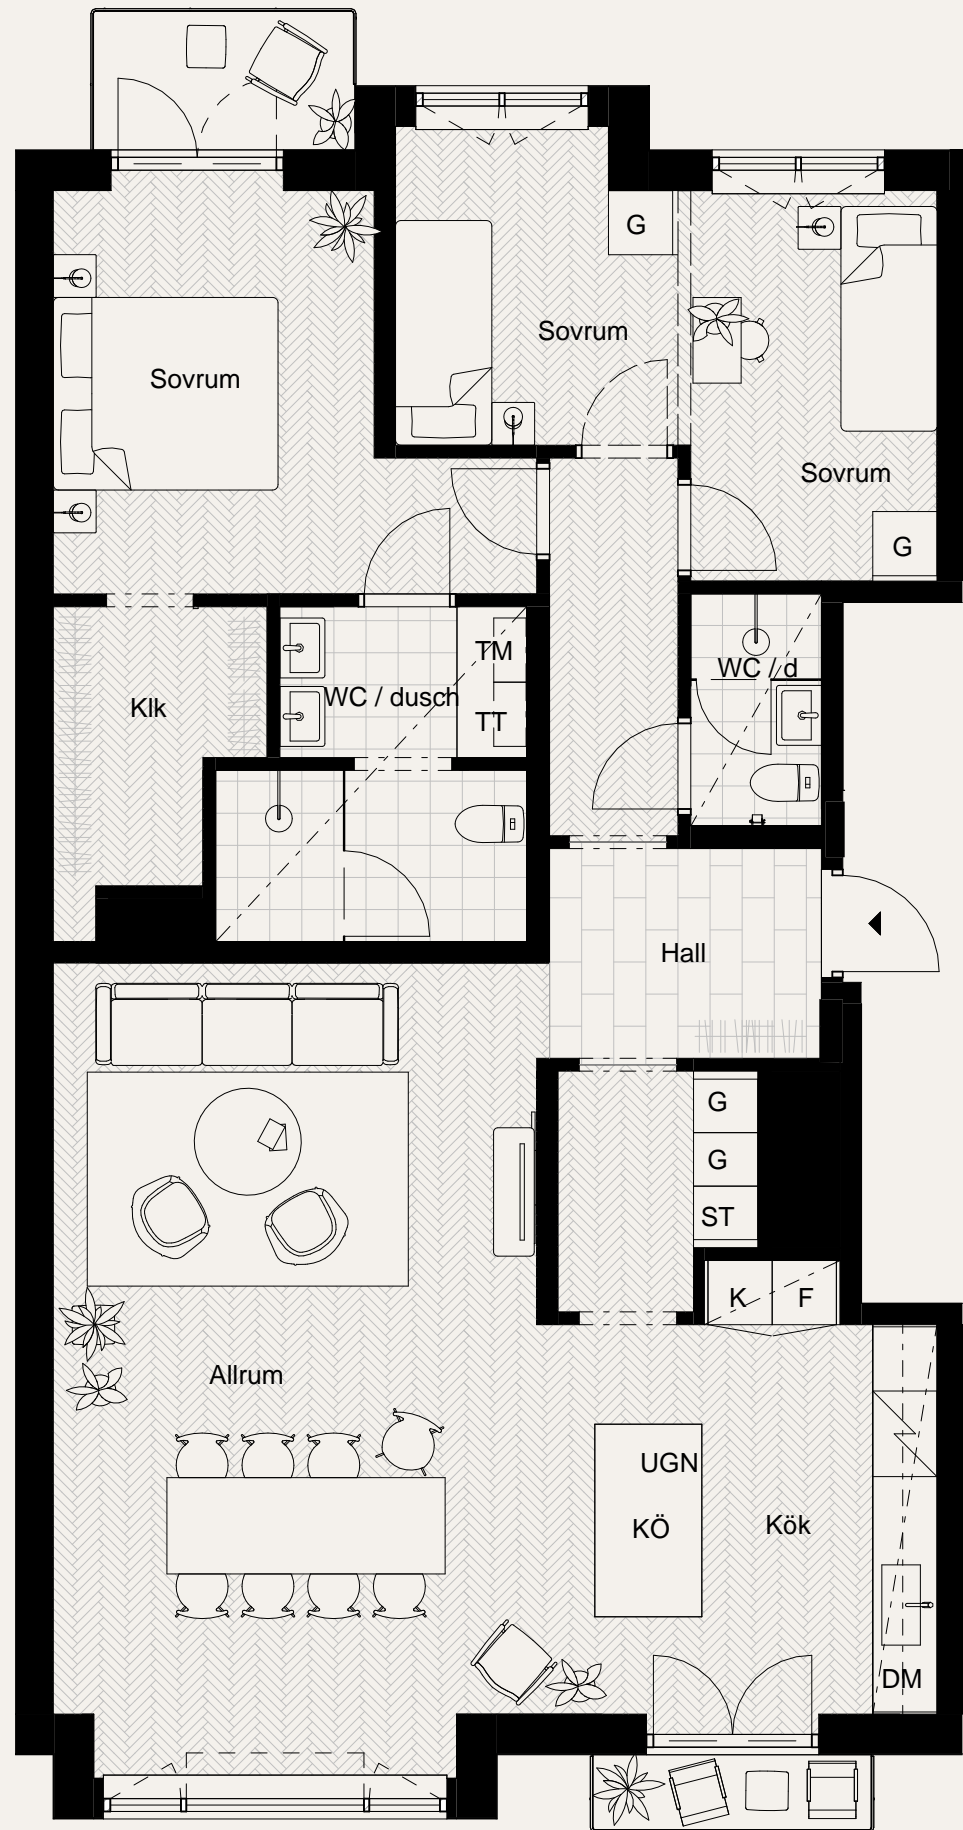 G
Sovrum
Sovrum
Sovrum
G
TM
WC / d
WC / dusch
Klk
TT
Hall
G
G
ST
K
F
Allrum
UGN
KÖ
Kök
DM